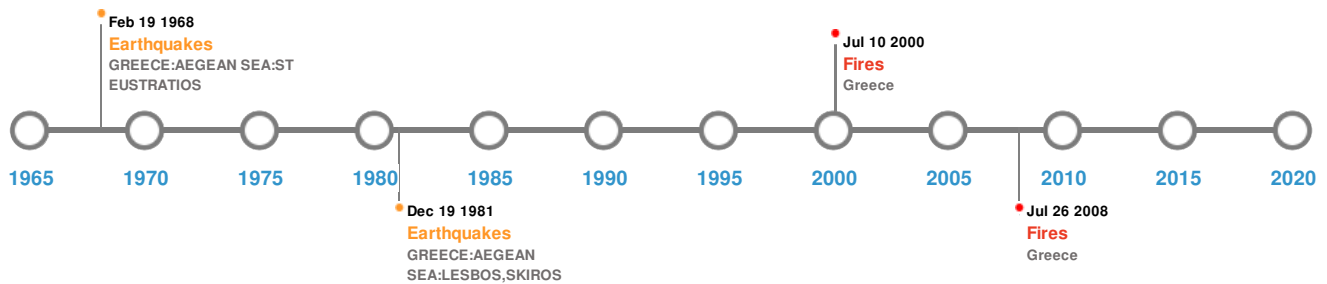 Feb 19 1968
Earthquakes
GREECE:AEGEAN SEA:ST
EUSTRATIOS
Jul 10 2000
Fires
Greece
1965 1970 1975 1980 1985 1990 1995 2000 2005 2010 2015 2020
Dec 19 1981
Earthquakes
GREECE:AEGEAN
SEA:LESBOS,SKIROS
Jul 26 2008
Fires
Greece